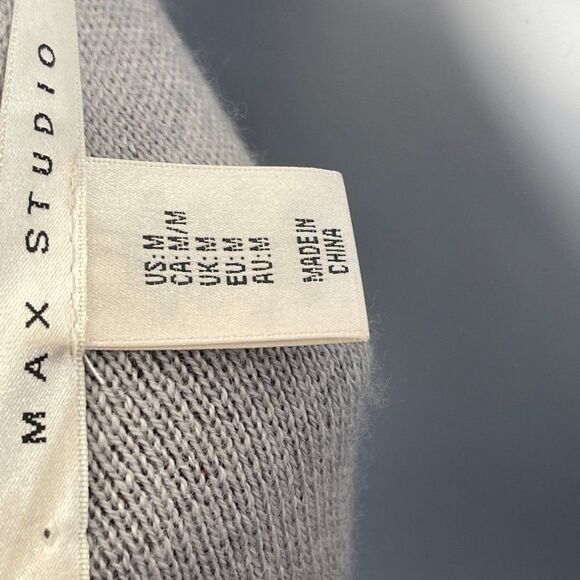 MAX STUDIO
US:M
CA:M/M
UK:M
EU:M
AU:M
MADE IN
CHINA